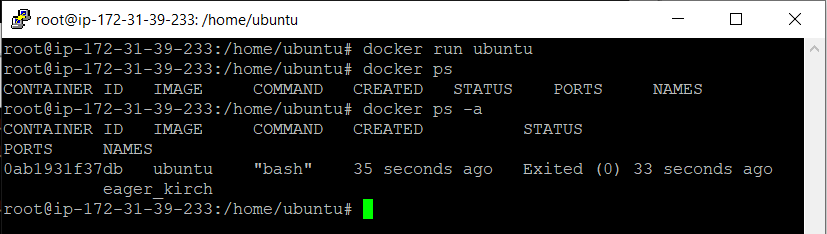 root@ip-172-31-39-233: /home/ubuntu
root@ip-172-31-39-233:/home/ubuntu# docker run ubuntu
root@ip-172-31-39-233:/home/ubuntu# docker ps
CONTAINER ID   IMAGE     COMMAND   CREATED   STATUS    PORTS     NAMES
root@ip-172-31-39-233:/home/ubuntu# docker ps -a
CONTAINER ID   IMAGE     COMMAND   CREATED          STATUS
PORTS     NAMES
0ab1931f37db   ubuntu    "bash"    35 seconds ago   Exited (0) 33 seconds ago
          eager_kirch
root@ip-172-31-39-233:/home/ubuntu#